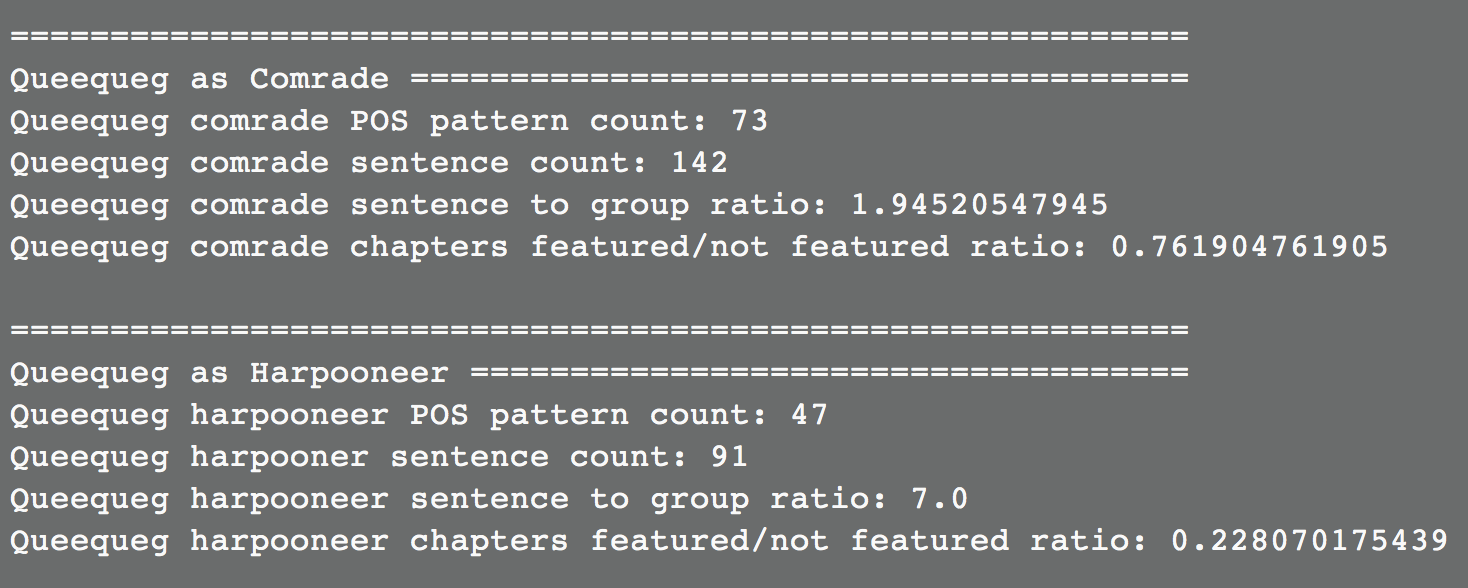 ===========================================================
Queequeg as Comrade =======================================
Queequeg comrade POS pattern count: 73
Queequeg comrade sentence count: 142
Queequeg comrade sentence to group ratio: 1.94520547945
Queequeg comrade chapters featured/not featured ratio: 0.761904761905
===========================================================
Queequeg as Harpooneer ====================================
Queequeg harpooneer POS pattern count: 47
Queequeg harpooner sentence count: 91
Queequeg harpooneer sentence to group ratio: 7.0
Queequeg harpooneer chapters featured/not featured ratio: 0.228070175439